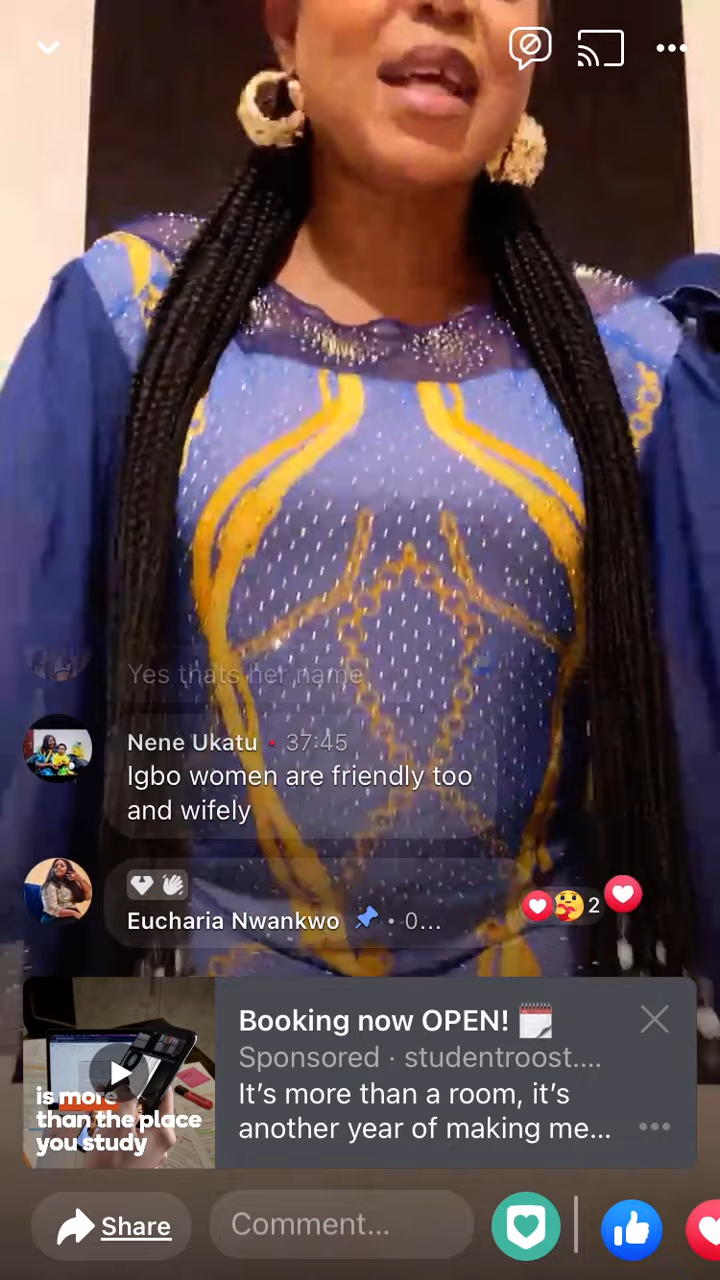 Yes thats her name
Nene Ukatu • 37:45
Igbo women are friendly too
and wifely
Eucharia Nwankwo • 0...
2
Booking now OPEN!
Sponsored · studentroost....
It's more than a room, it's
another year of making me...
is more
than the place
you study
Share
Comment...